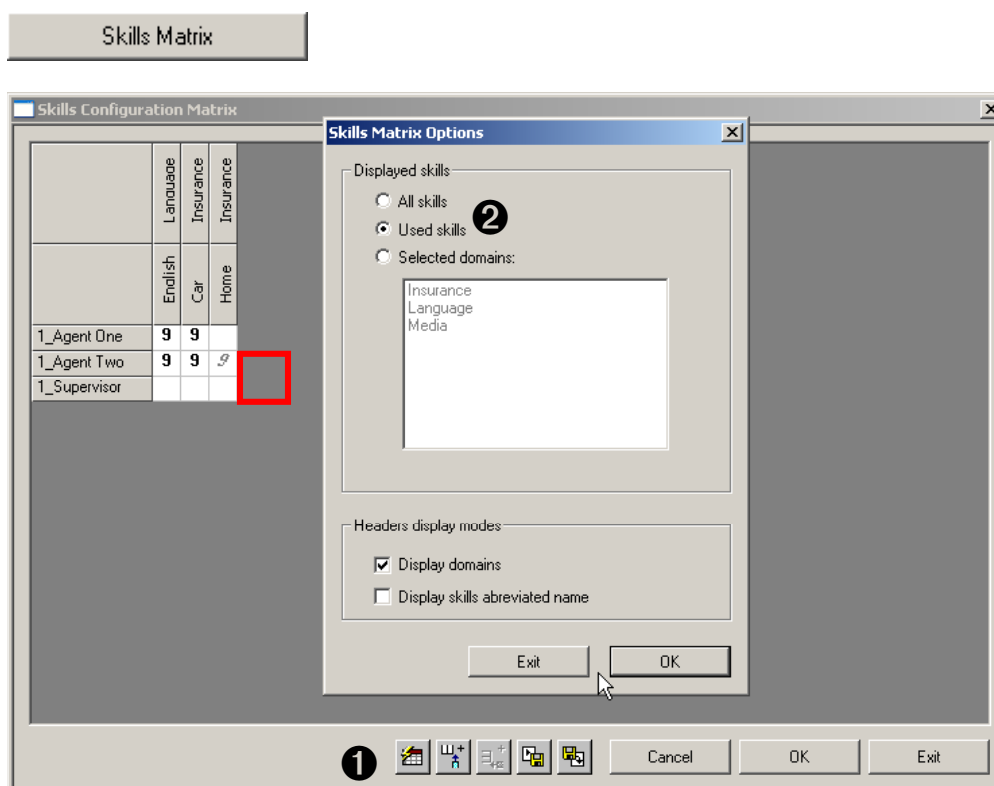 Skills Matrix
Skills Configuration Matrix
Skills Matrix Options
Language Insurance Insurance
English Car Home
1_Agent One 9 9
1_Agent Two 9 9 9
1_Supervisor
Displayed skills
All skills
Used skills 2
Selected domains:
Insurance
Language
Media
Headers display modes
Display domains
Display skills abreviated name
Exit OK
1 Cancel OK Exit